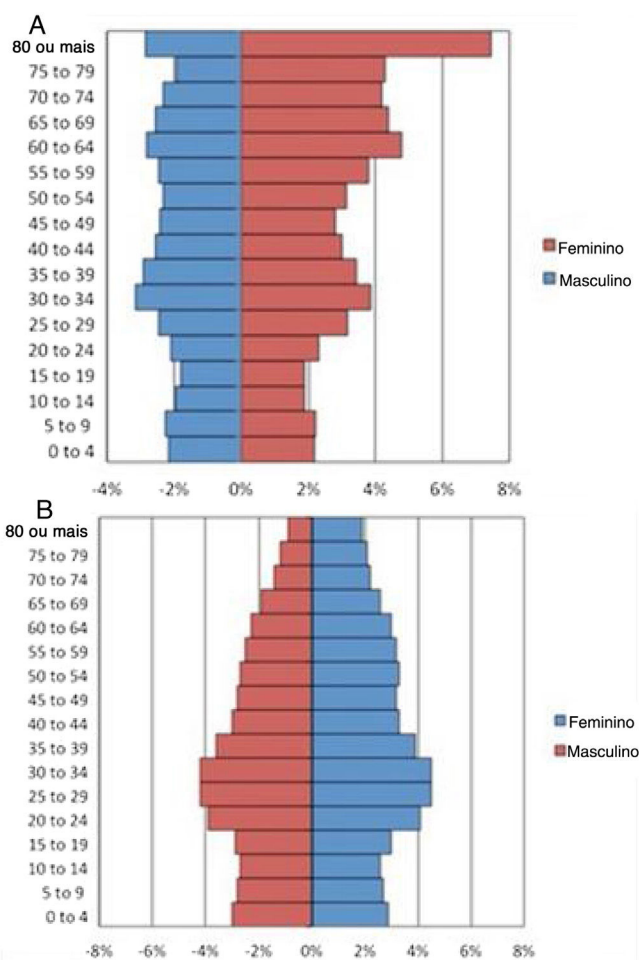 A
80 ou mais
75 to 79
70 to 74
65 to 69
60 to 64
55 to 59
50 to 54
45 to 49
40 to 44
35 to 39
30 to 34
25 to 29
20 to 24
15 to 19
10 to 14
5 to 9
0 to 4
Feminino
Masculino
-4% -2% 0% 2% 4% 6% 8%
B
80 ou mais
75 to 79
70 to 74
65 to 69
60 to 64
55 to 59
50 to 54
45 to 49
40 to 44
35 to 39
30 to 34
25 to 29
20 to 24
15 to 19
10 to 14
5 to 9
0 to 4
Feminino
Masculino
-8% -6% -4% -2% 0% 2% 4% 6% 8%